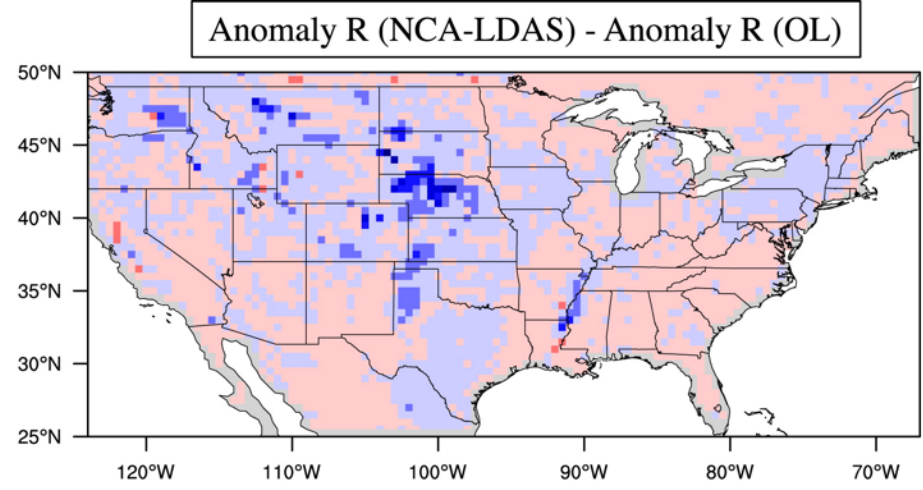 Anomaly R (NCA-LDAS) - Anomaly R (OL)
50°N
45°N
40°N
35°N
30°N
25°N
120°W 110°W 100°W 90°W 80°W 70°W